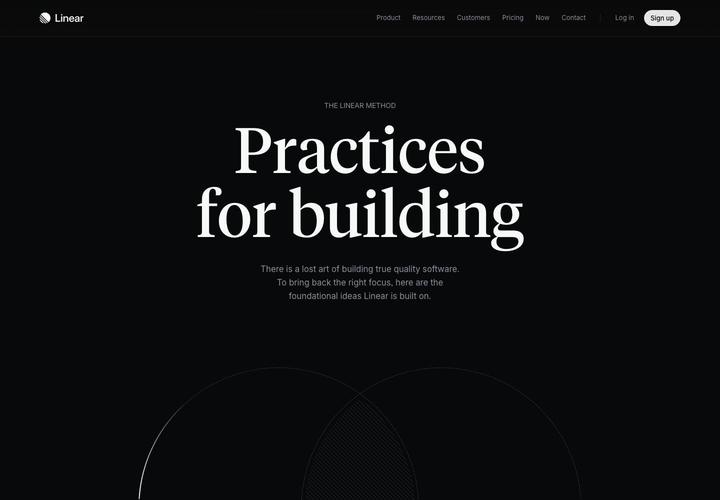 Linear
Product Resources Customers Pricing Now Contact Log in Sign up
THE LINEAR METHOD
Practices
for building
There is a lost art of building true quality software.
To bring back the right focus, here are the
foundational ideas Linear is built on.